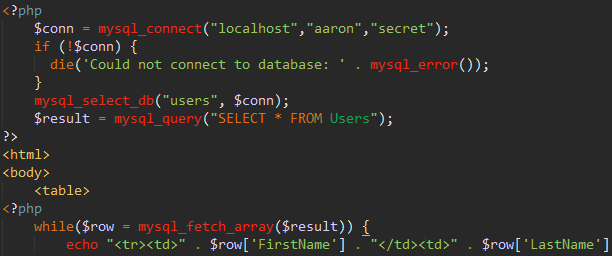 <?php
$conn = mysql_connect("localhost","aaron","secret");
if (!$conn) {
die('Could not connect to database: ' . mysql_error());
}
mysql_select_db("users", $conn);
$result = mysql_query("SELECT * FROM Users");
?>
<html>
<body>
<table>
<?php
while($row = mysql_fetch_array($result)) {
echo "<tr><td>" . $row['FirstName'] . "</td><td>" . $row['LastName']